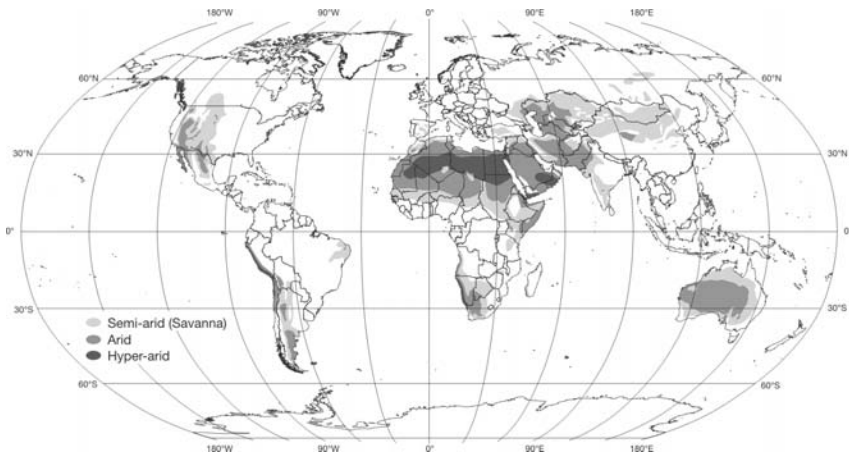 180°W 90°W 0° 90°E 180°E
60°N 60°N
30°N 30°N
0° 0°
30°S 30°S
Semi-arid (Savanna)
Arid
Hyper-arid
60°S 60°S
180°W 90°W 0° 90°E 180°E